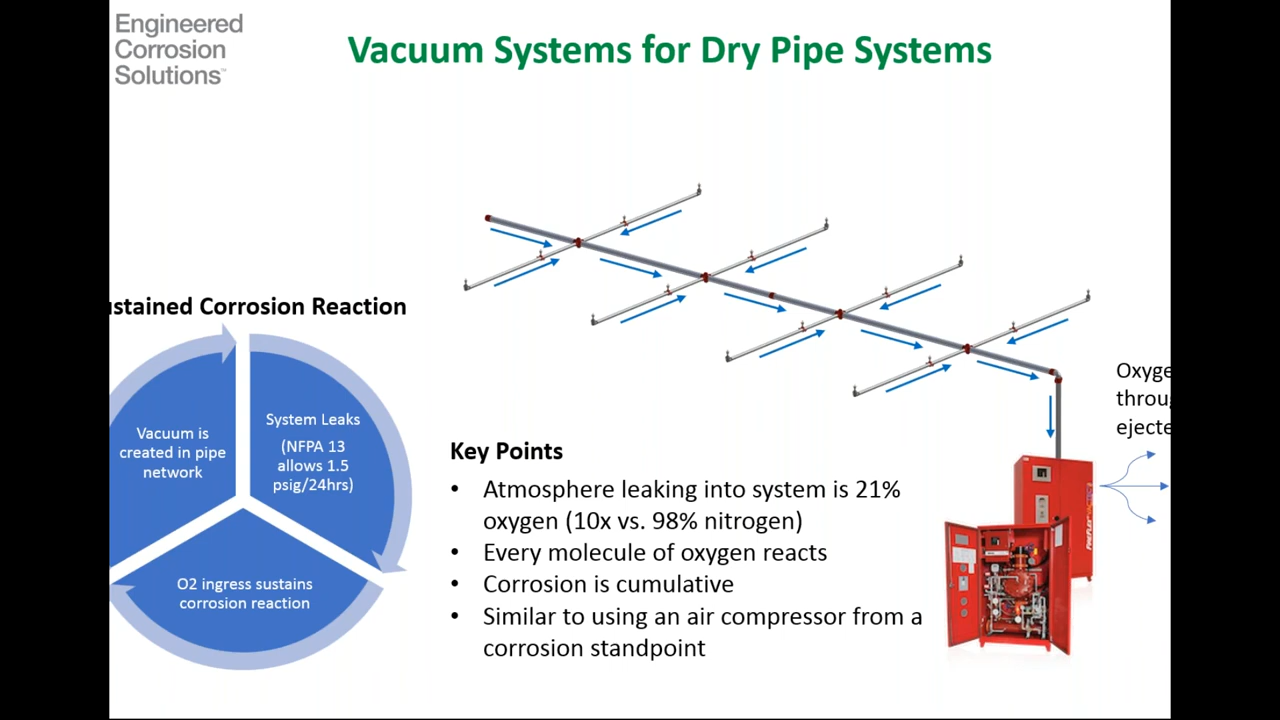 Engineered
Corrosion
Solutions™
Vacuum Systems for Dry Pipe Systems
ustained Corrosion Reaction
Vacuum is
created in pipe
network
System Leaks
(NFPA 13
allows 1.5
psig/24hrs)
O2 ingress sustains
corrosion reaction
Key Points
• Atmosphere leaking into system is 21%
oxygen (10x vs. 98% nitrogen)
• Every molecule of oxygen reacts
• Corrosion is cumulative
• Similar to using an air compressor from a
corrosion standpoint
Oxyge
throu
ejecte